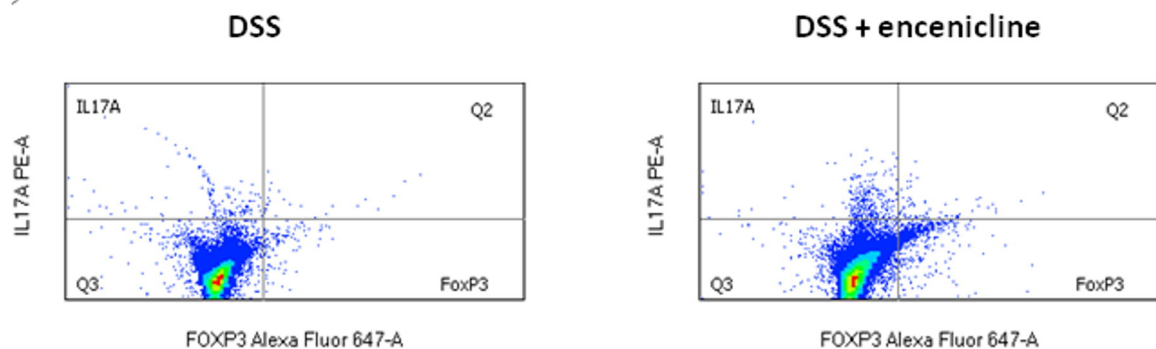 DSS
IL17A
Q2
IL17A PE-A
Q3
FoxP3
FOXP3 Alexa Fluor 647-A
DSS + encenicline
IL17A
Q2
IL17A PE-A
Q3
FoxP3
FOXP3 Alexa Fluor 647-A